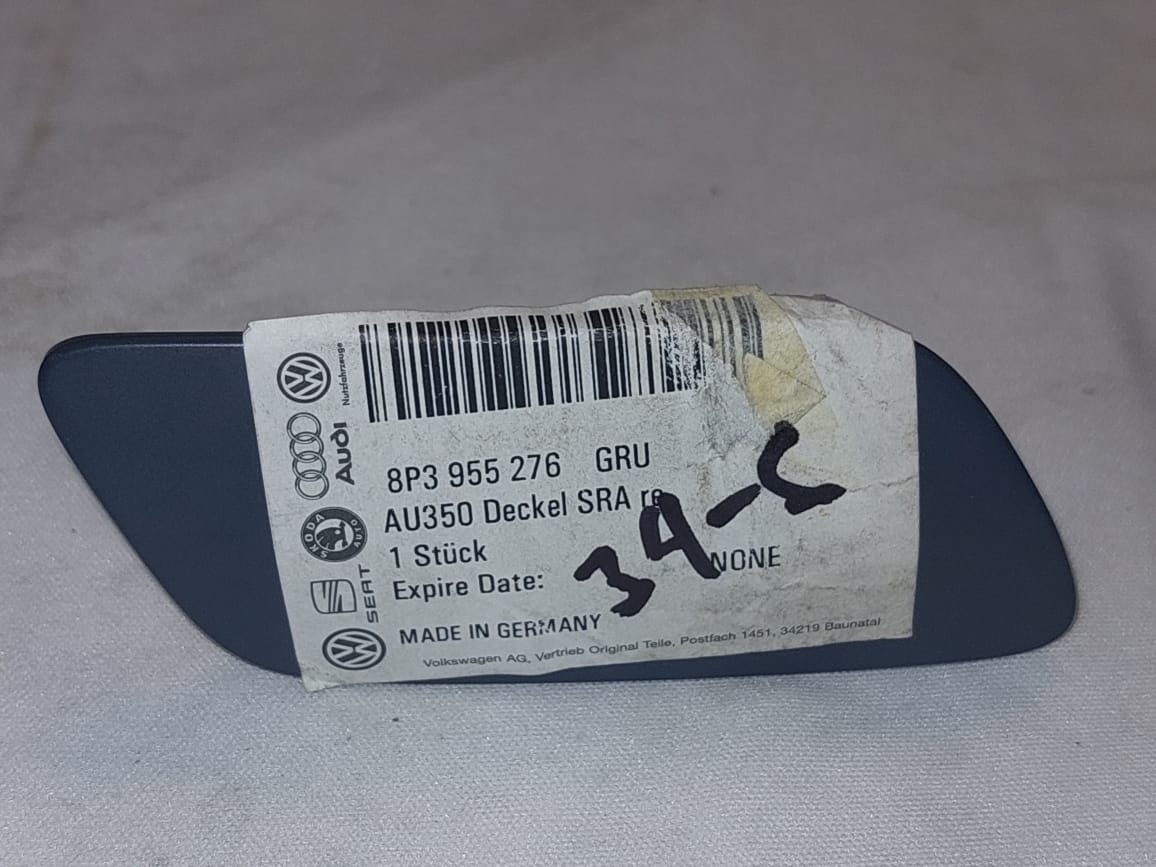 Nutzfahrzeuge
Audi
SKODA
AUTO
SEAT
8P3 955 276 GRU
AU350 Deckel SRA re
1 Stück
Expire Date: NONE
34-S
MADE IN GERMANY
Volkswagen AG, Vertrieb Original Teile, Postfach 1451, 34219 Baunatal